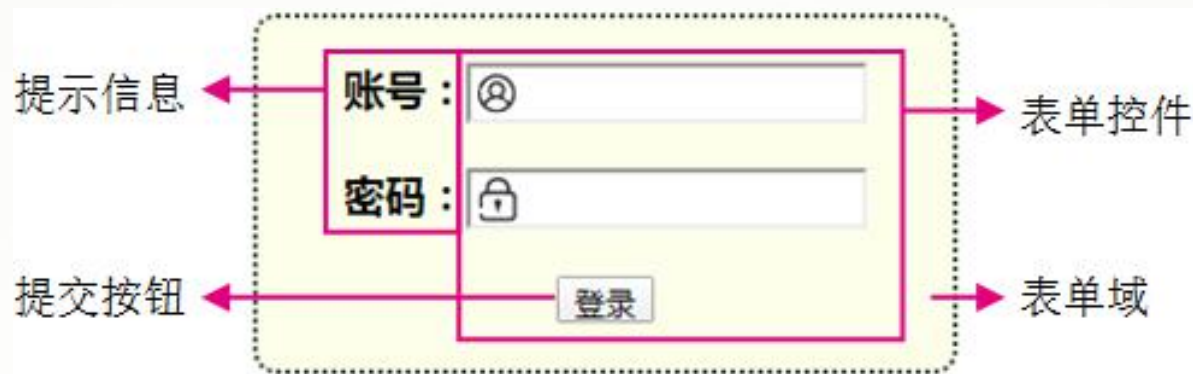 提示信息
账号：
表单控件
密码：
提交按钮
登录
表单域